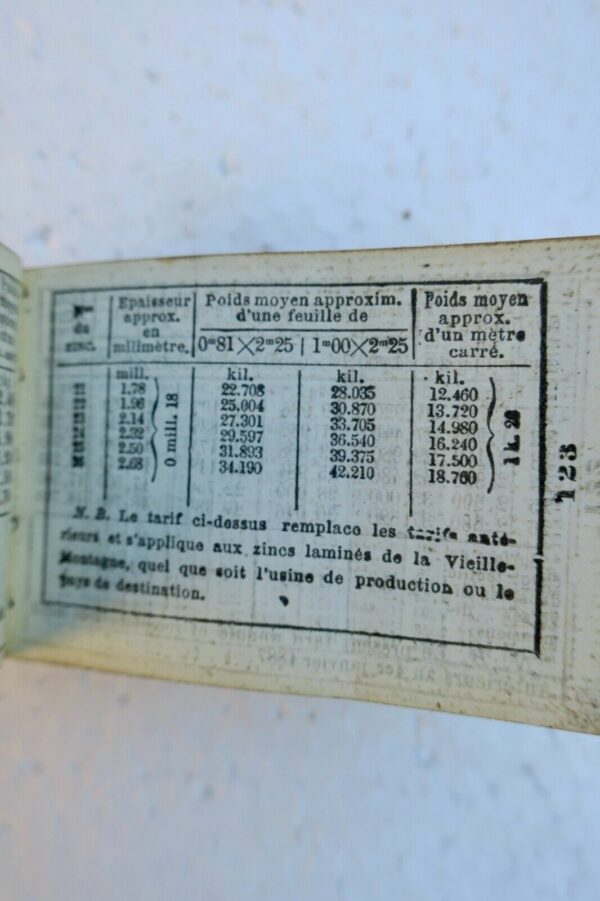 No du zinc.
Epaisseur approx. en milimètre.
Poids moyen approxim. d'une feuille de
0m81 × 2m25 | 1m00 × 2m25
Poids moyen approx. d'un mètre carré.
mill. kil. kil. kil.
1.78 22.708 28.035 12.460
1.96 25.004 30.870 13.720
2.14 27.301 33.705 14.980
2.32 29.597 36.540 16.240
2.50 31.893 39.375 17.500
2.68 34.190 42.210 18.760
0 mill. 18
1 k. 26
N. B. Le tarif ci-dessus remplace les tarifs anté-
rieurs et s'applique aux zincs laminés de la Vieille-
Montagne, quel que soit l'usine de production ou le
pays de destination.
123